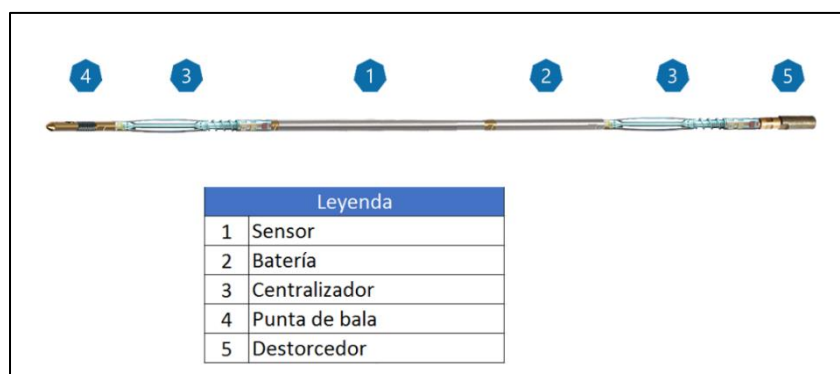 4 3 1 2 3 5
Leyenda
1 Sensor
2 Batería
3 Centralizador
4 Punta de bala
5 Destorcedor